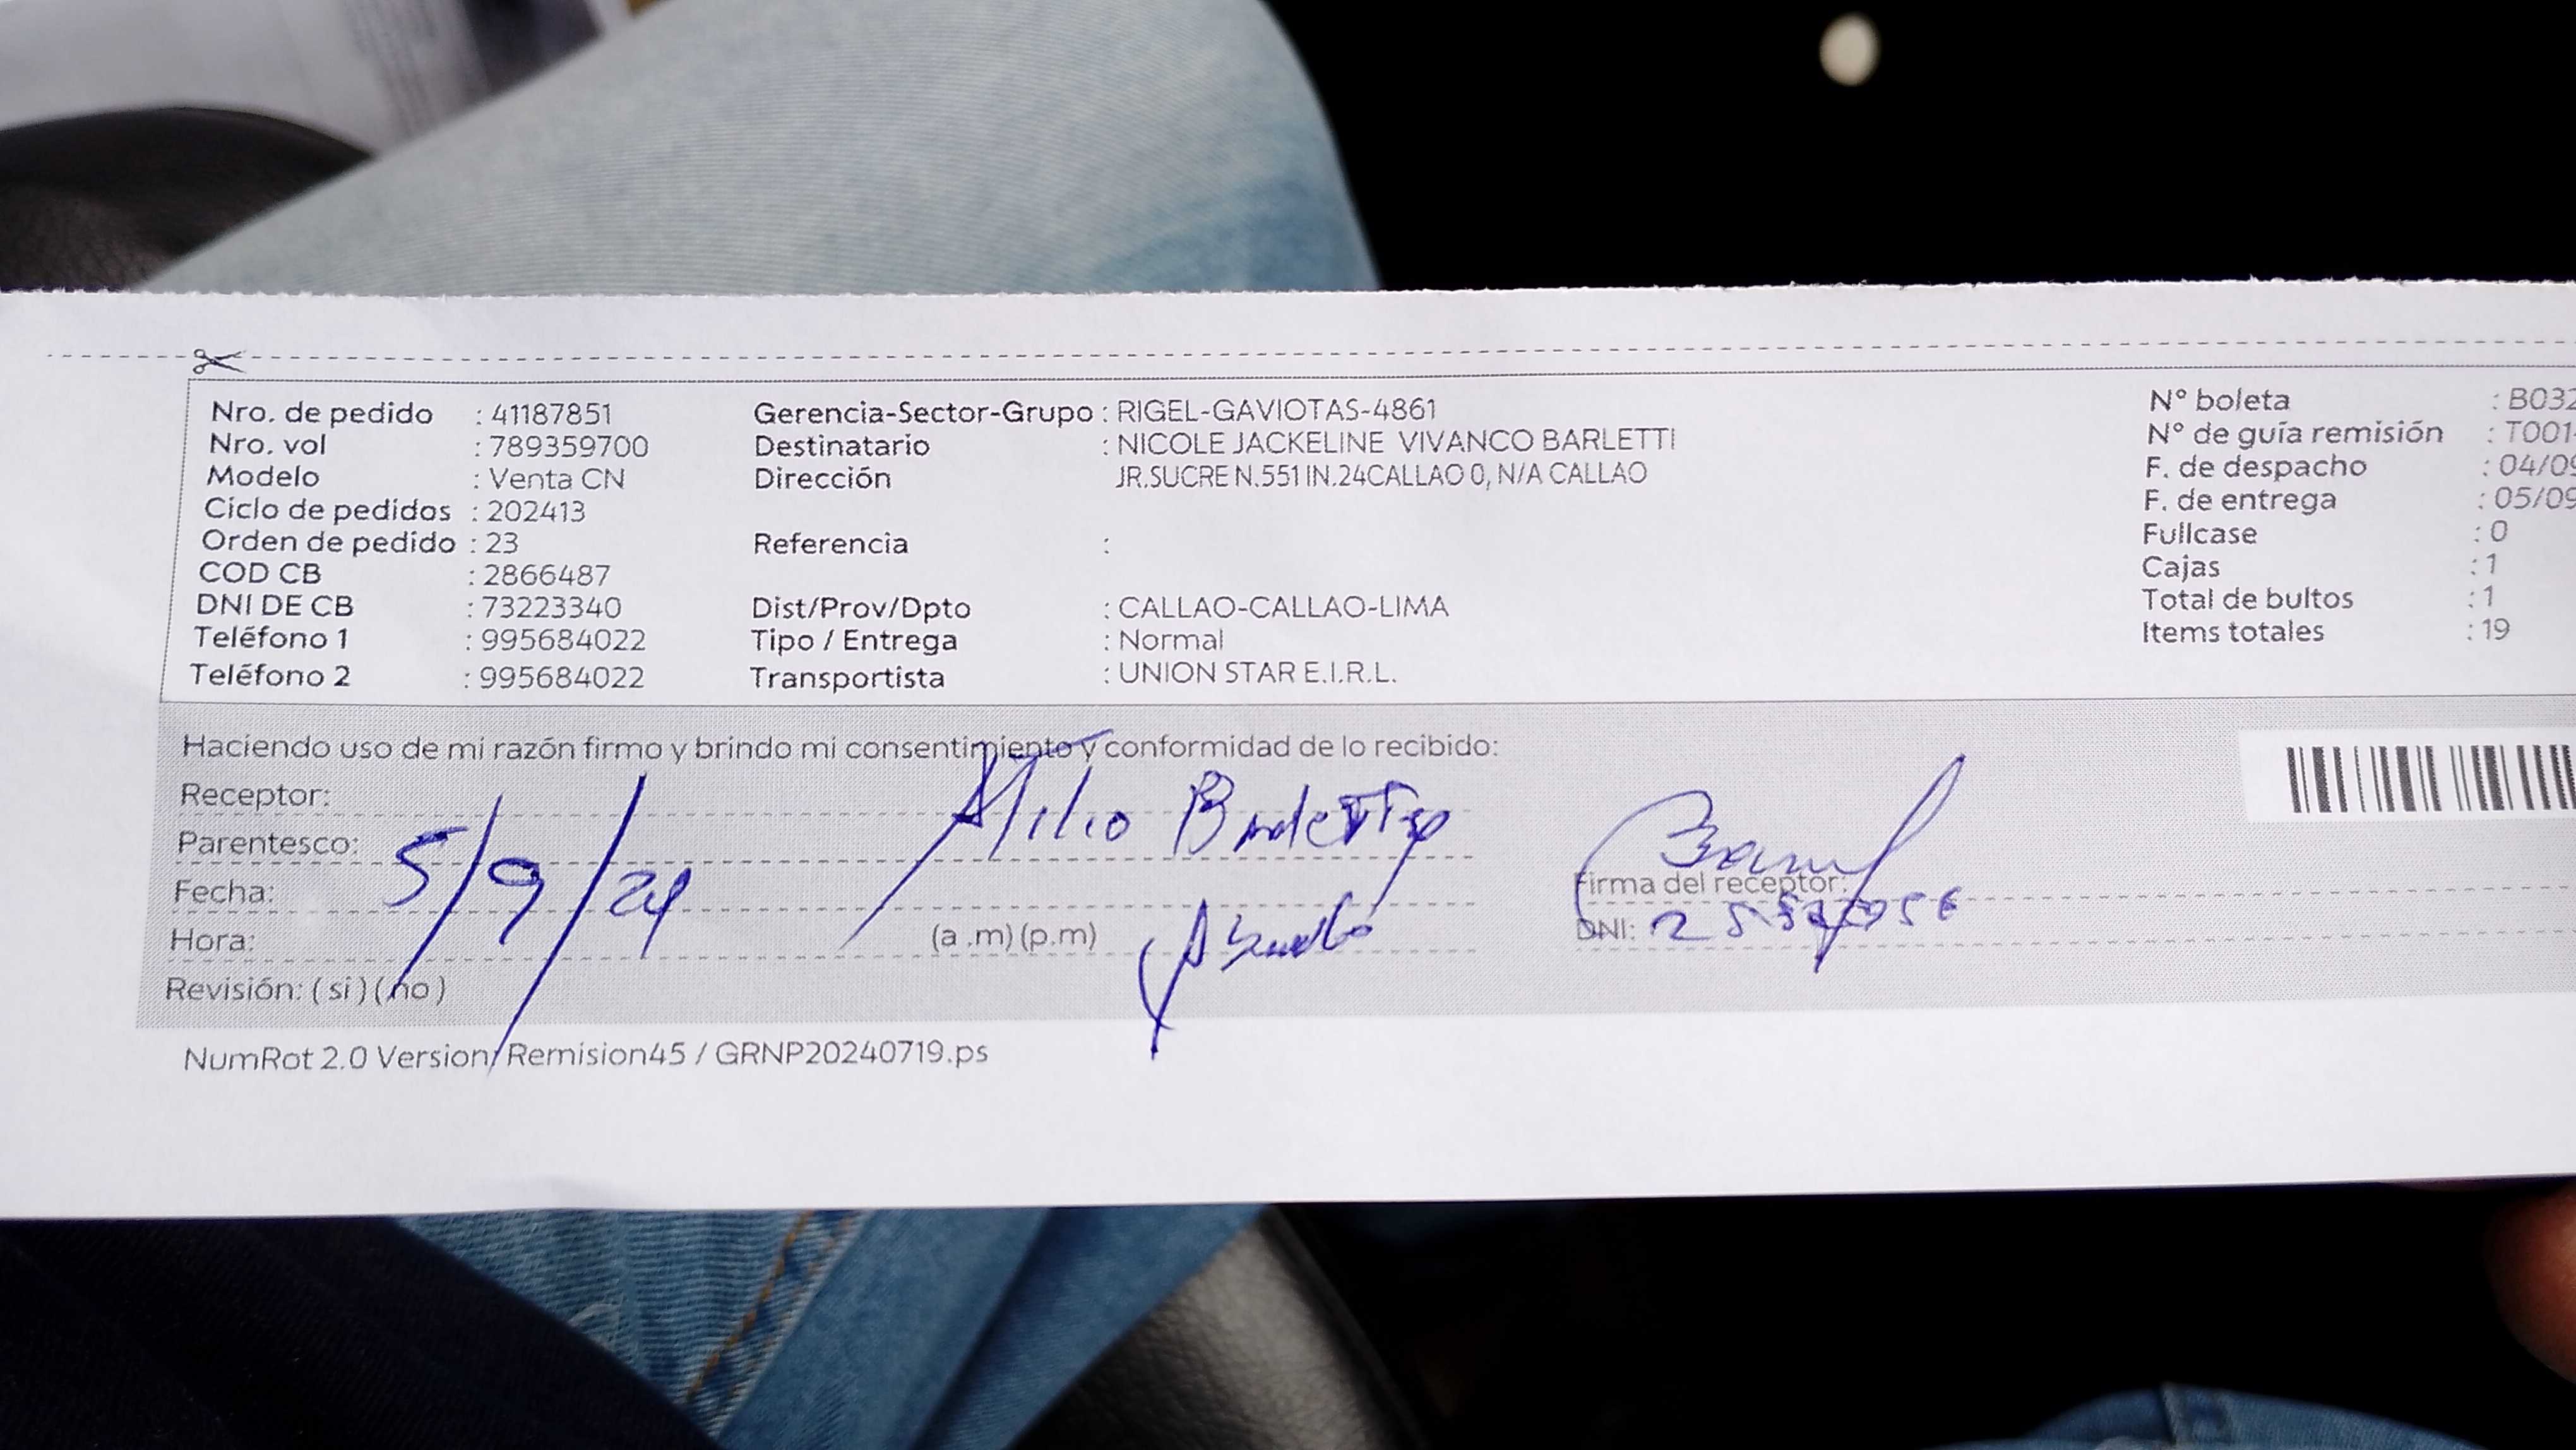 Nro. de pedido : 41187851
Nro. vol : 789359700
Modelo : Venta CN
Ciclo de pedidos : 202413
Orden de pedido : 23
COD CB : 2866487
DNI DE CB : 73223340
Teléfono 1 : 995684022
Teléfono 2 : 995684022
Gerencia-Sector-Grupo : RIGEL-GAVIOTAS-4861
Destinatario : NICOLE JACKELINE VIVANCO BARLETTI
Dirección JR.SUCRE N.551 IN.24CALLAO 0, N/A CALLAO
Referencia :
Dist/Prov/Dpto : CALLAO-CALLAO-LIMA
Tipo / Entrega : Normal
Transportista : UNION STAR E.I.R.L.
N° boleta : B032
N° de guía remisión : T001-
F. de despacho : 04/09
F. de entrega : 05/09
Fullcase : 0
Cajas : 1
Total de bultos : 1
Items totales : 19
Haciendo uso de mi razón firmo y brindo mi consentimiento y conformidad de lo recibido:
Receptor:
Parentesco:
Fecha: 5/9/24
Hora: (a .m) (p.m)
Abuelo
Revisión: ( si ) ( no )
Firma del receptor:
DNI:
NumRot 2.0 Version/ Remision45 / GRNP20240719.ps